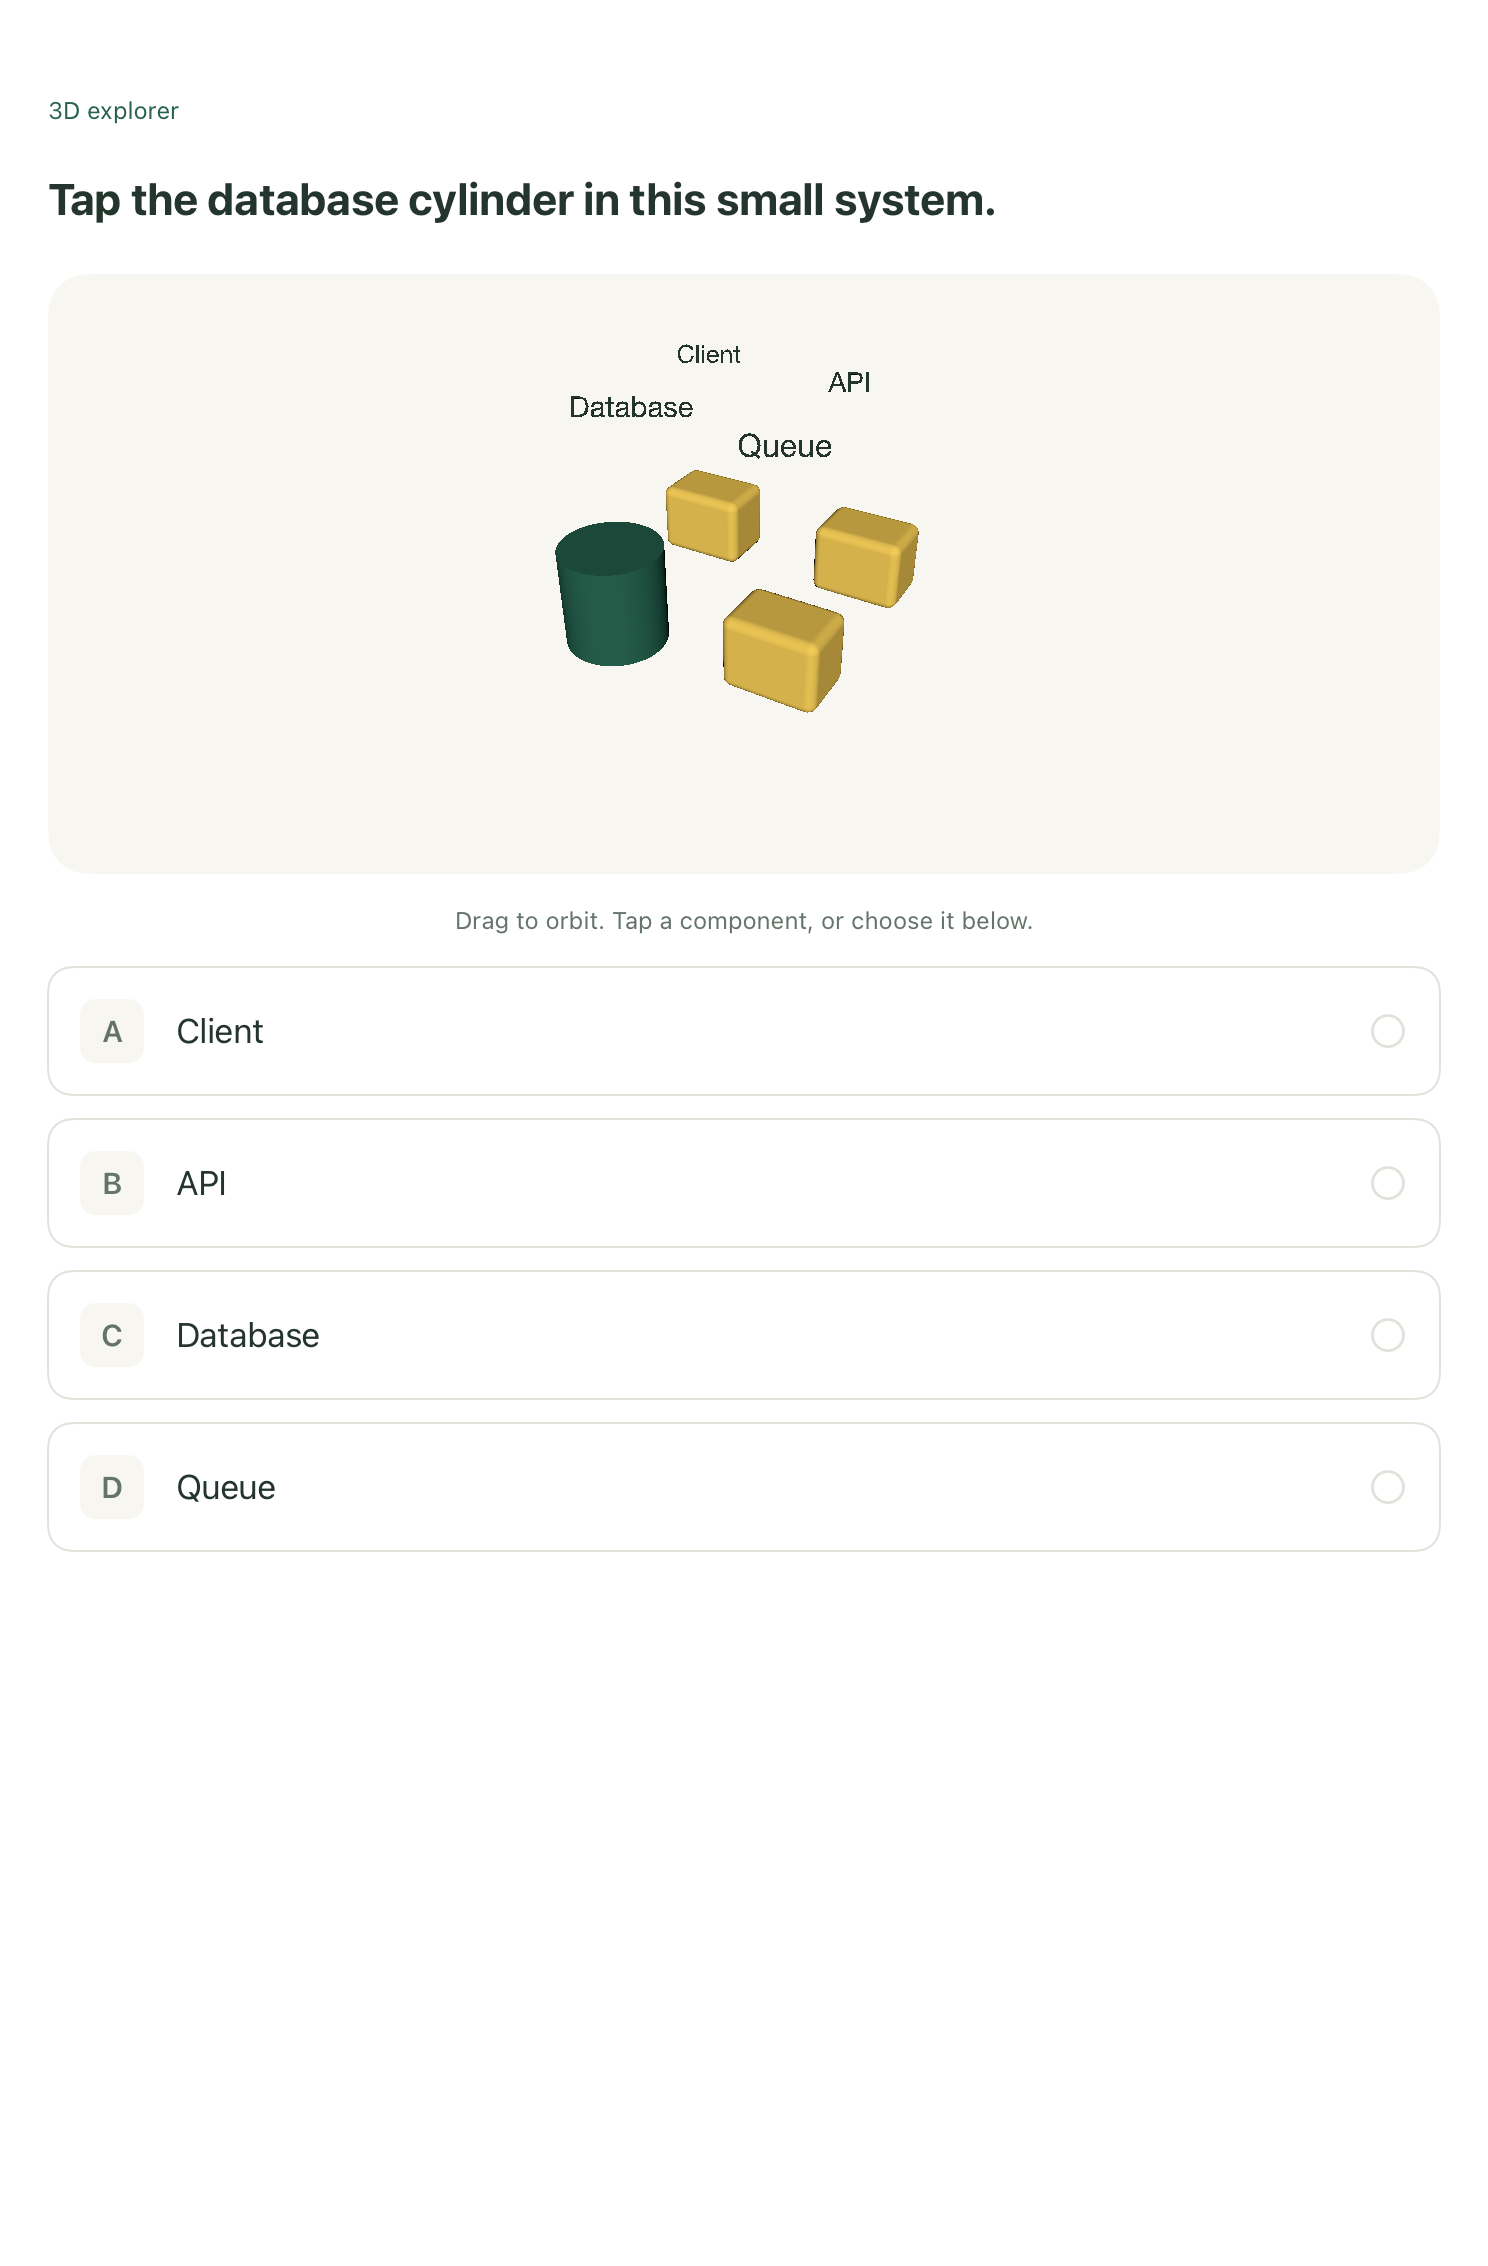 3D explorer
Tap the database cylinder in this small system.
Client
API
Database
Queue
Drag to orbit. Tap a component, or choose it below.
A Client
B API
C Database
D Queue